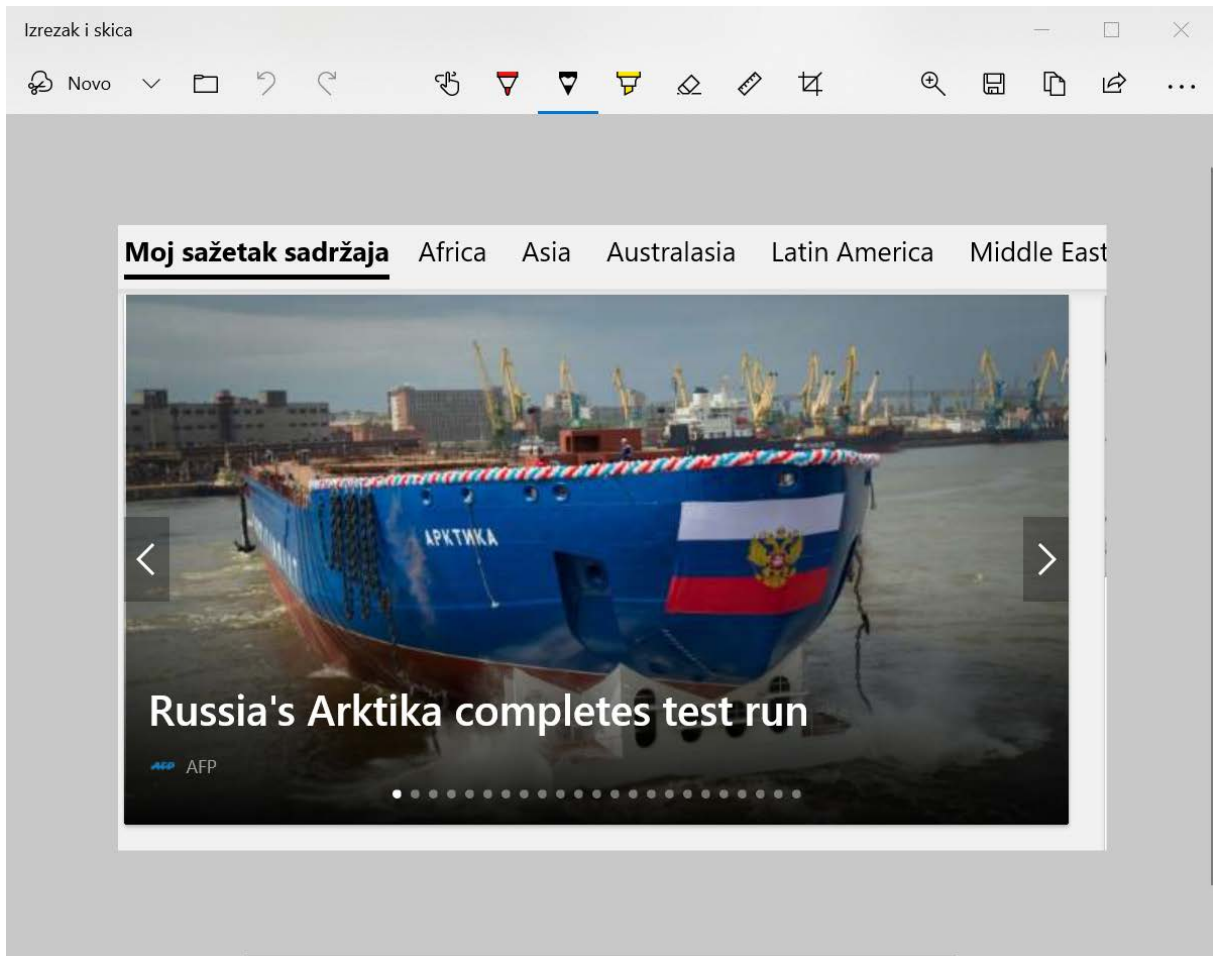 Izrezak i skica
Novo
Moj sažetak sadržaja Africa Asia Australasia Latin America Middle East
АРКТИКА
Russia's Arktika completes test run
AFP AFP